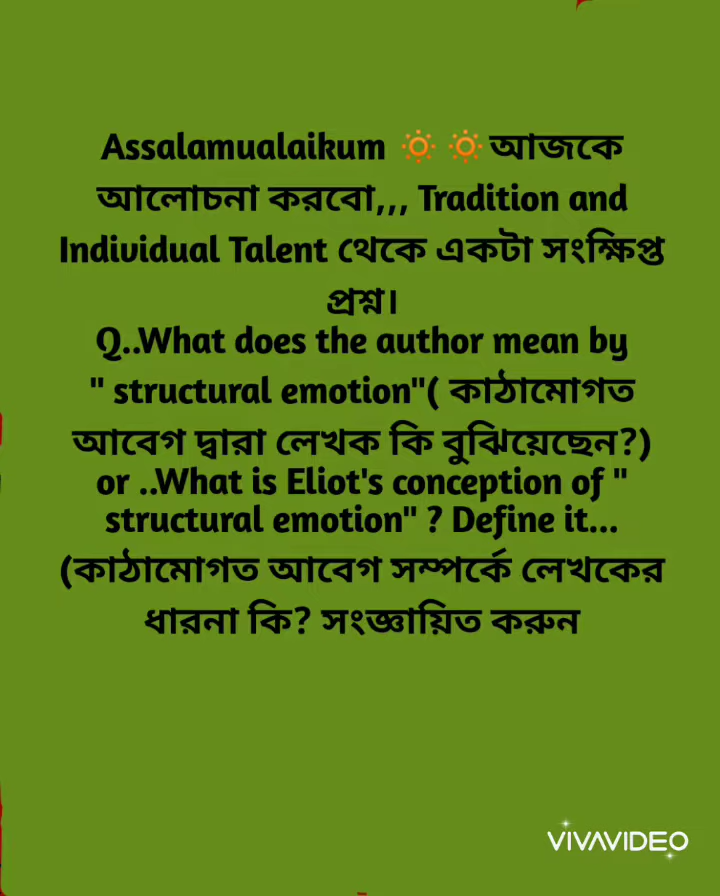 Assalamualaikum 🔅 🔅 আজকে
আলোচনা করবো,,, Tradition and
Individual Talent থেকে একটা সংক্ষিপ্ত
প্রশ্ন।
Q..What does the author mean by
" structural emotion"( কাঠামোগত
আবেগ দ্বারা লেখক কি বুঝিয়েছেন?)
or ..What is Eliot's conception of "
structural emotion" ? Define it...
(কাঠামোগত আবেগ সম্পর্কে লেখকের
ধারনা কি? সংজ্ঞায়িত করুন
VIVAVIDEO